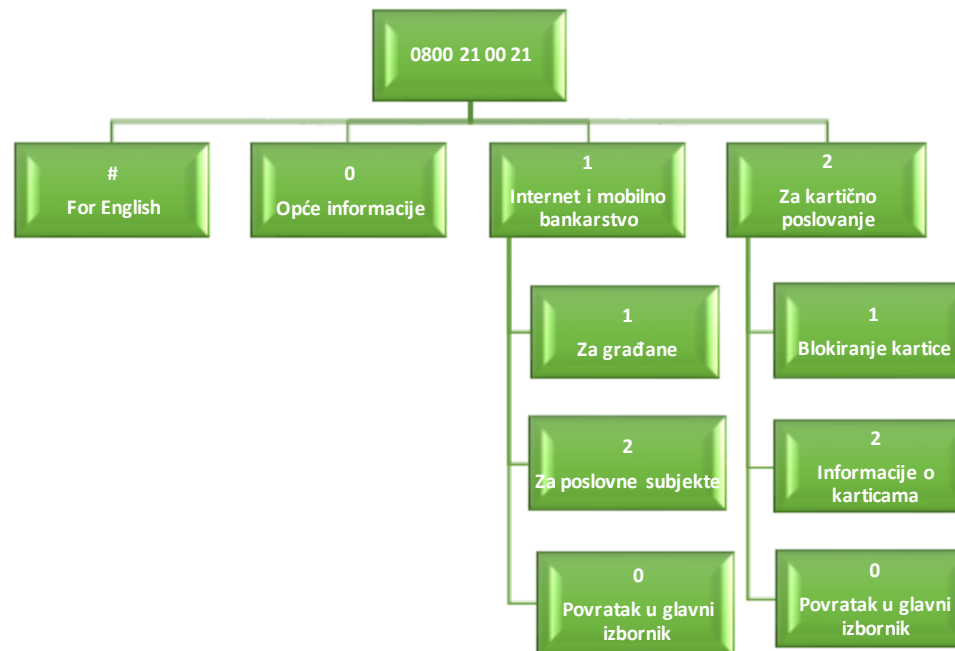 0800 21 00 21
#
For English
0
Opće informacije
1
Internet i mobilno
bankarstvo
2
Za kartično
poslovanje
1
Za građane
2
Za poslovne subjekte
0
Povratak u glavni
izbornik
1
Blokiranje kartice
2
Informacije o
karticama
0
Povratak u glavni
izbornik